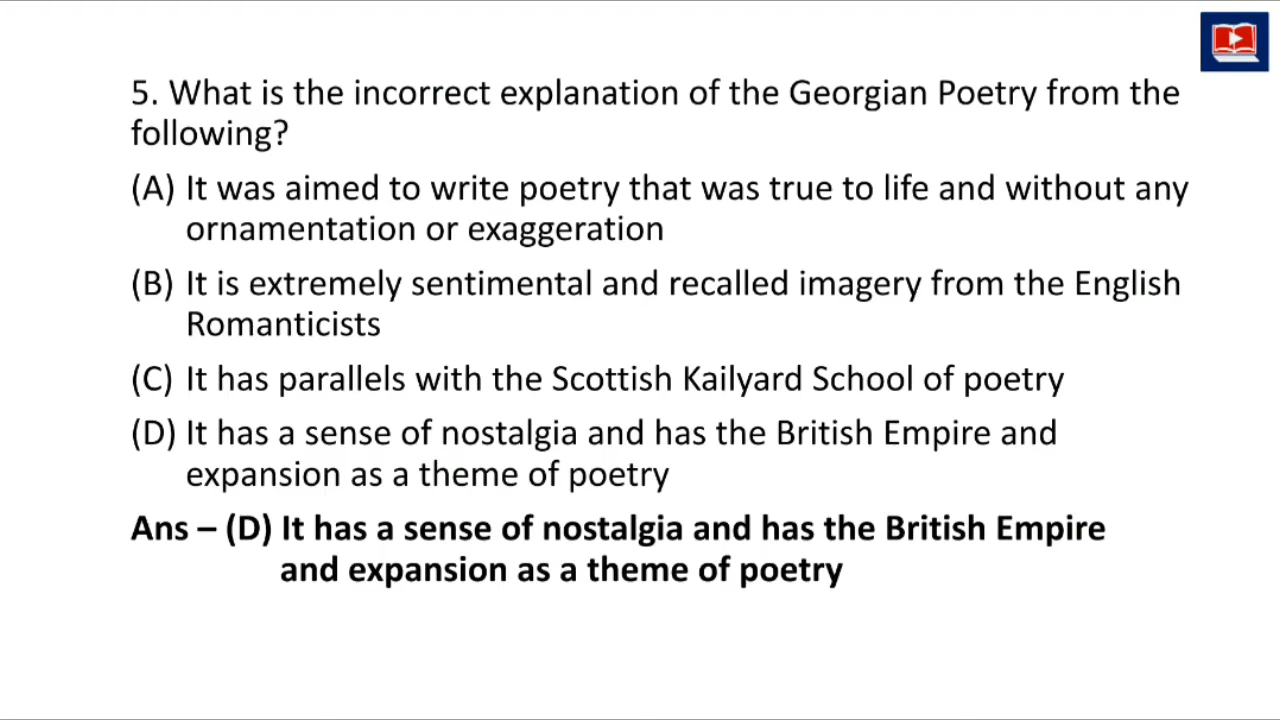 5. What is the incorrect explanation of the Georgian Poetry from the
following?
(A) It was aimed to write poetry that was true to life and without any
ornamentation or exaggeration
(B) It is extremely sentimental and recalled imagery from the English
Romanticists
(C) It has parallels with the Scottish Kailyard School of poetry
(D) It has a sense of nostalgia and has the British Empire and
expansion as a theme of poetry
Ans – (D) It has a sense of nostalgia and has the British Empire
and expansion as a theme of poetry